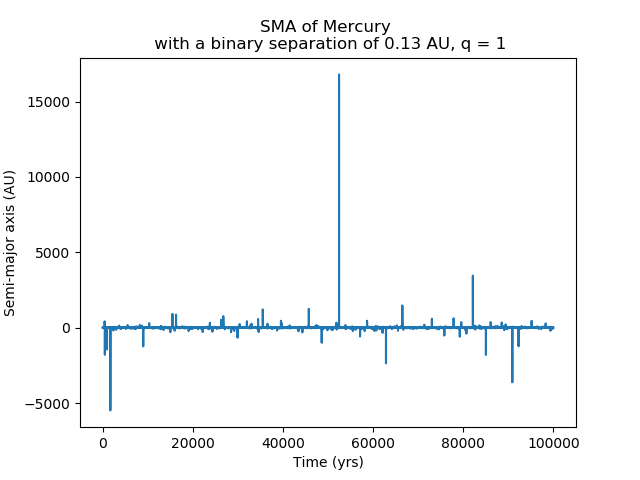 SMA of Mercury
with a binary separation of 0.13 AU, q = 1
Semi-major axis (AU)
15000
10000
5000
0
−5000
0 20000 40000 60000 80000 100000
Time (yrs)